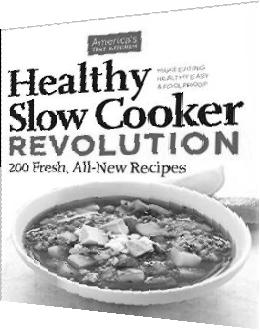 America's
TEST KITCHEN
Healthy
MAKE EATING
HEALTHY EASY
& FOOLPROOF
Slow Cooker
REVOLUTION
200 Fresh, All-New Recipes